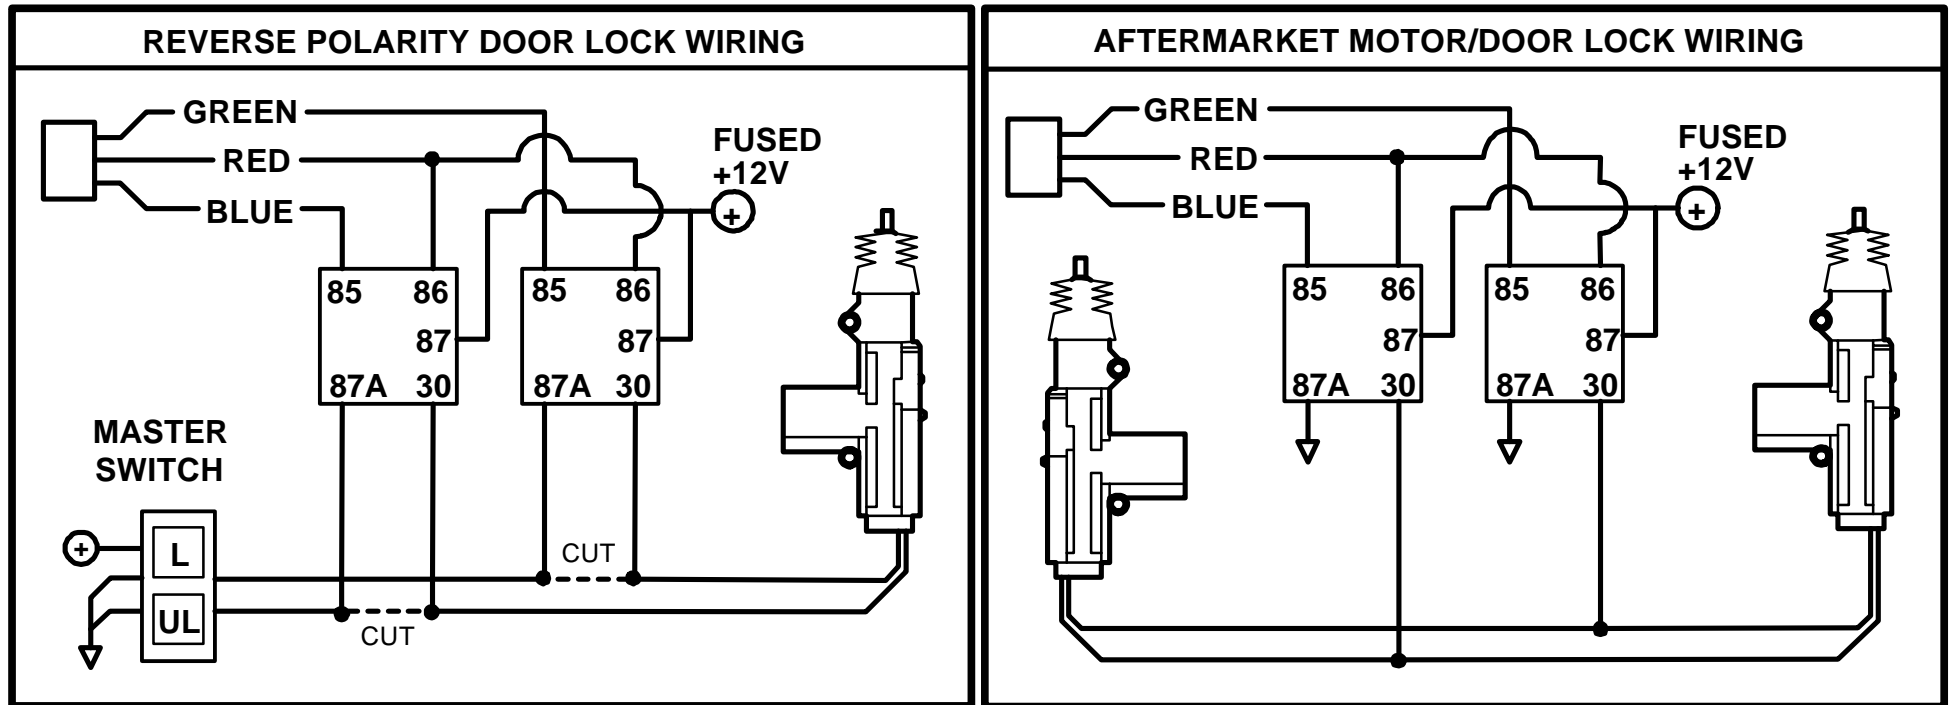 REVERSE POLARITY DOOR LOCK WIRING
GREEN
RED
BLUE
FUSED
+12V
+
85 86
87
87A 30
85 86
87
87A 30
MASTER
SWITCH
+
L
UL
CUT
CUT
AFTERMARKET MOTOR/DOOR LOCK WIRING
GREEN
RED
BLUE
FUSED
+12V
+
85 86
87
87A 30
85 86
87
87A 30